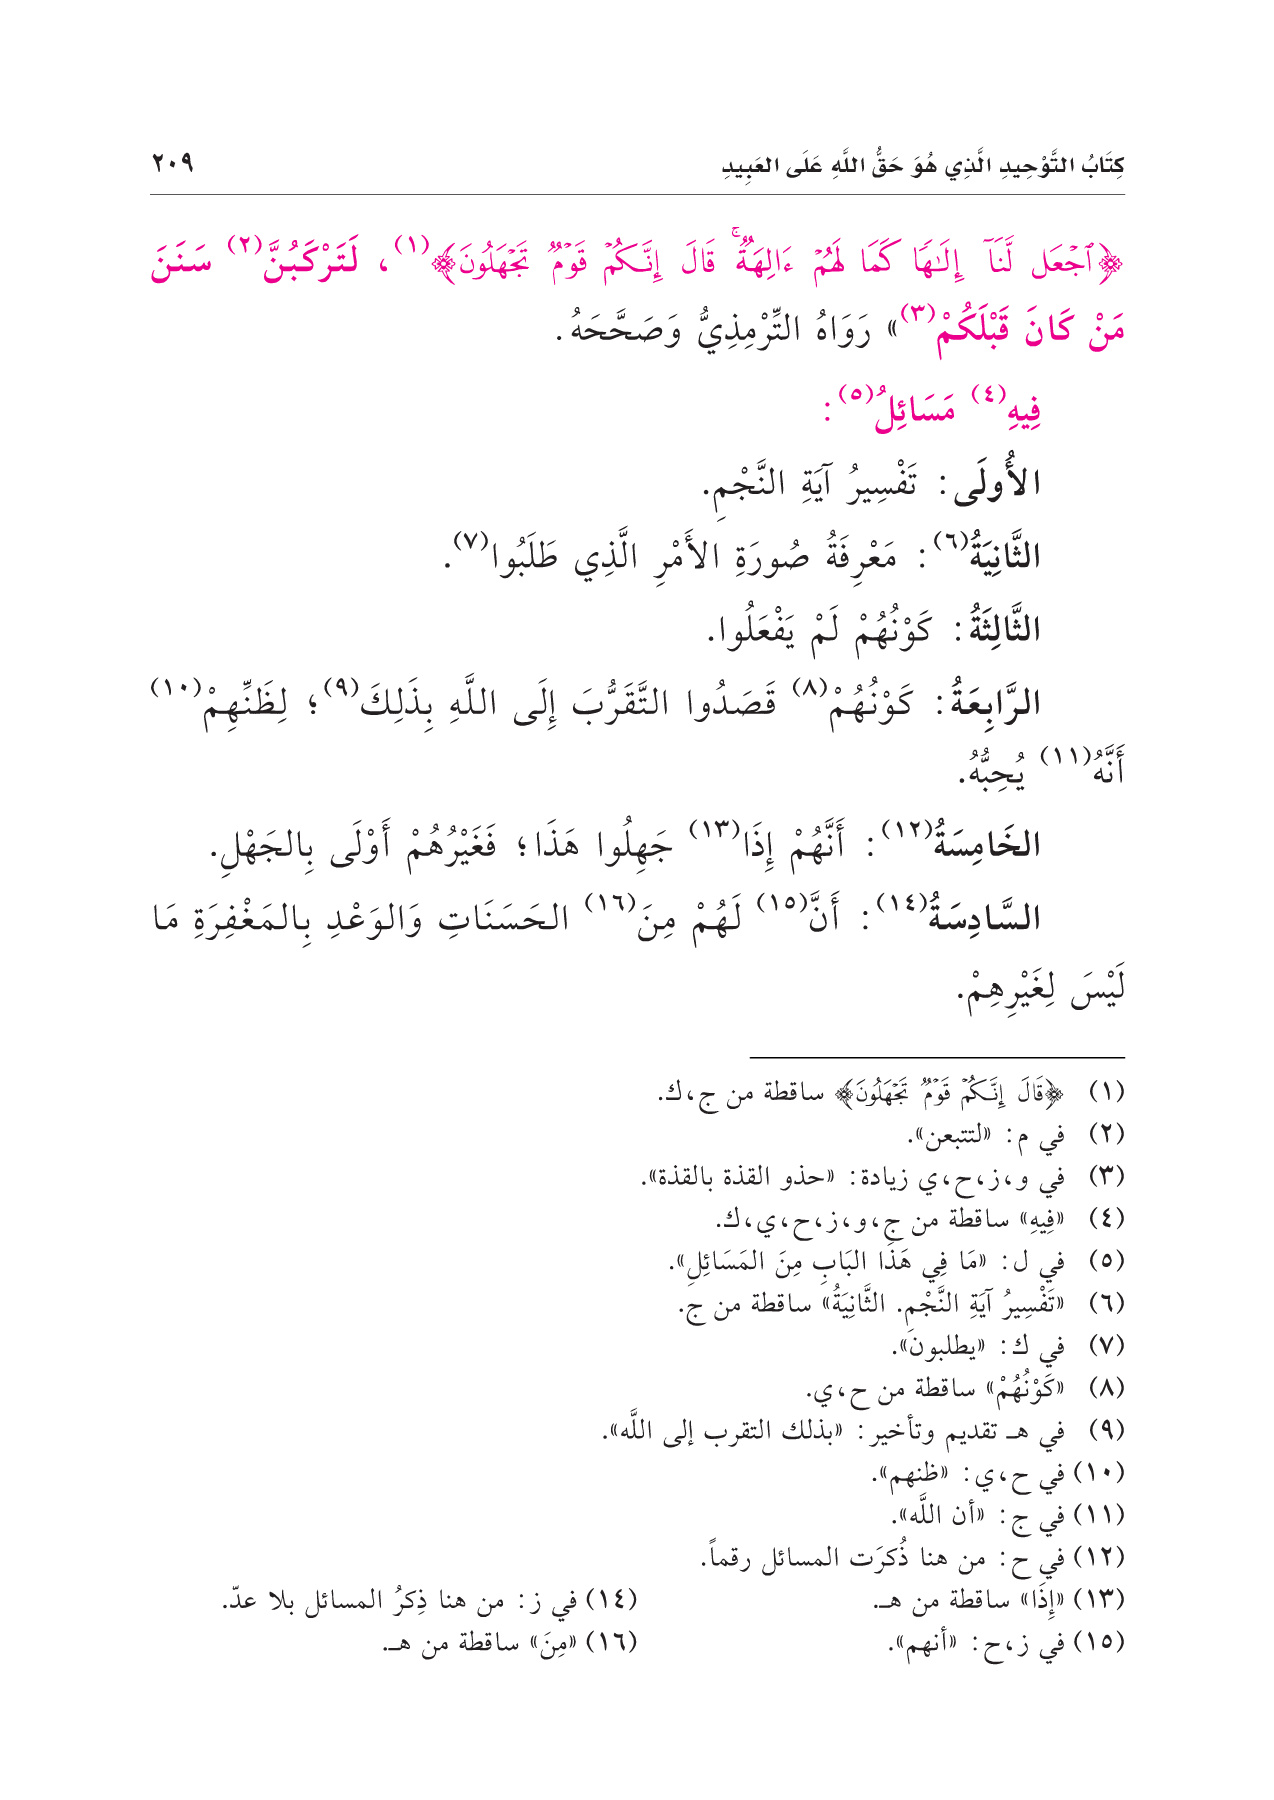 كِتَابُ التَّوْحِيدِ الَّذِي هُوَ حَقُّ اللَّهِ عَلَى العَبِيدِ ٢٠٩
﴿ٱجْعَل لَّنَآ إِلَٰهًا كَمَا لَهُمْ ءَالِهَةٌ ۚ قَالَ إِنَّكُمْ قَوْمٌ تَجْهَلُونَ﴾(١)، لَتَرْكَبُنَّ(٢) سَنَنَ
مَنْ كَانَ قَبْلَكُمْ(٣)» رَوَاهُ التِّرْمِذِيُّ وَصَحَّحَهُ.
فِيهِ(٤) مَسَائِلُ(٥):
الأُولَى: تَفْسِيرُ آيَةِ النَّجْمِ.
الثَّانِيَةُ(٦): مَعْرِفَةُ صُورَةِ الأَمْرِ الَّذِي طَلَبُوا(٧).
الثَّالِثَةُ: كَوْنُهُمْ لَمْ يَفْعَلُوا.
الرَّابِعَةُ: كَوْنُهُمْ(٨) قَصَدُوا التَّقَرُّبَ إِلَى اللَّهِ بِذَلِكَ(٩)؛ لِظَنِّهِمْ(١٠)
أَنَّهُ(١١) يُحِبُّهُ.
الخَامِسَةُ(١٢): أَنَّهُمْ إِذَا(١٣) جَهِلُوا هَذَا؛ فَغَيْرُهُمْ أَوْلَى بِالجَهْلِ.
السَّادِسَةُ(١٤): أَنَّ(١٥) لَهُمْ مِنَ(١٦) الحَسَنَاتِ وَالوَعْدِ بِالمَغْفِرَةِ مَا
لَيْسَ لِغَيْرِهِمْ.
(١) ﴿قَالَ إِنَّكُمْ قَوْمٌ تَجْهَلُونَ﴾ ساقطة من ج،ك.
(٢) في م: «لتتبعن».
(٣) في و،ز،ح،ي زيادة: «حذو القذة بالقذة».
(٤) «فِيهِ» ساقطة من ج،و،ز،ح،ي،ك.
(٥) في ل: «مَا فِي هَذَا البَابِ مِنَ المَسَائِلِ».
(٦) «تَفْسِيرُ آيَةِ النَّجْم. الثَّانِيَةُ» ساقطة من ج.
(٧) في ك: «يطلبونَ».
(٨) «كَوْنُهُمْ» ساقطة من ح،ي.
(٩) في هـ تقديم وتأخير: «بذلك التقرب إلى اللَّه».
(١٠) في ح،ي: «ظنهم».
(١١) في ج: «أن اللَّه».
(١٢) في ح: من هنا ذُكرَت المسائل رقماً.
(١٣) «إِذَا» ساقطة من هـ. (١٤) في ز: من هنا ذِكرُ المسائل بلا عدّ.
(١٥) في ز،ح: «أنهم». (١٦) «مِنَ» ساقطة من هـ.